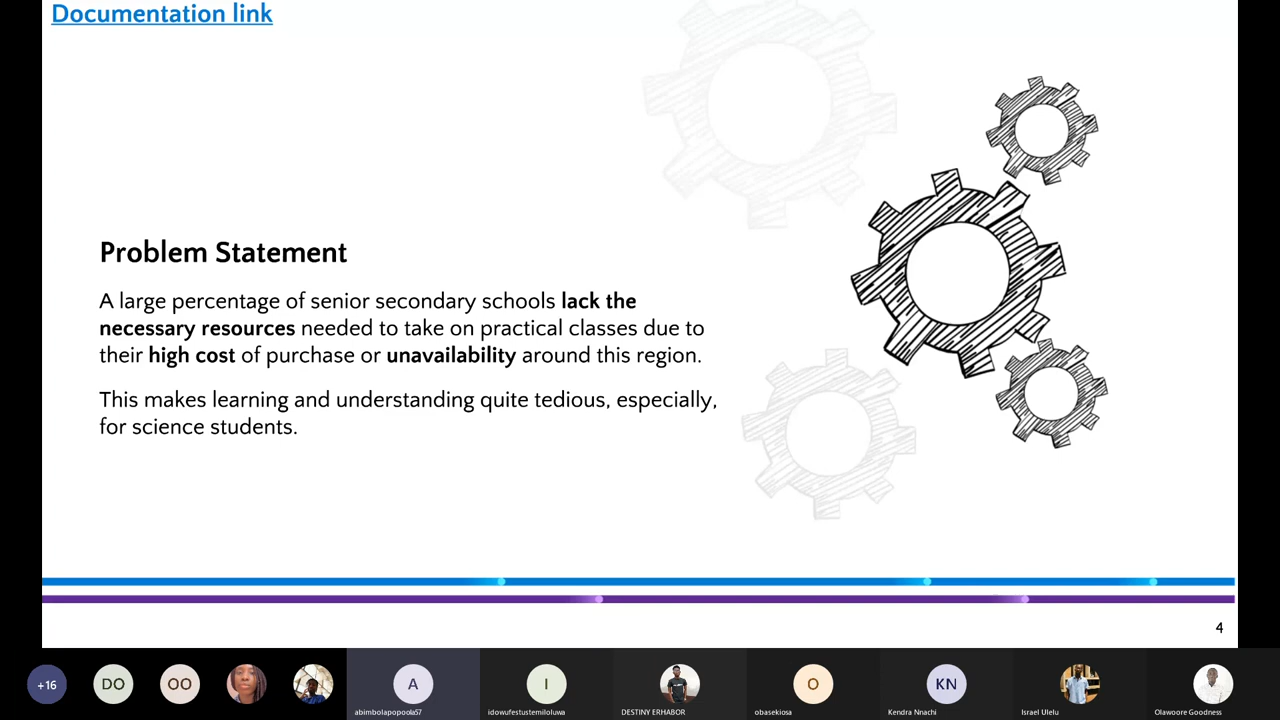 Documentation link
Problem Statement
A large percentage of senior secondary schools lack the
necessary resources needed to take on practical classes due to
their high cost of purchase or unavailability around this region.
This makes learning and understanding quite tedious, especially,
for science students.
4
+16
DO
OO
A
I
O
KN
abimbolapopoola57
idowufestustemiloluwa
DESTINY ERHABOR
obasekiosa
Kendra Nnachi
Israel Ulelu
Olawoore Goodness